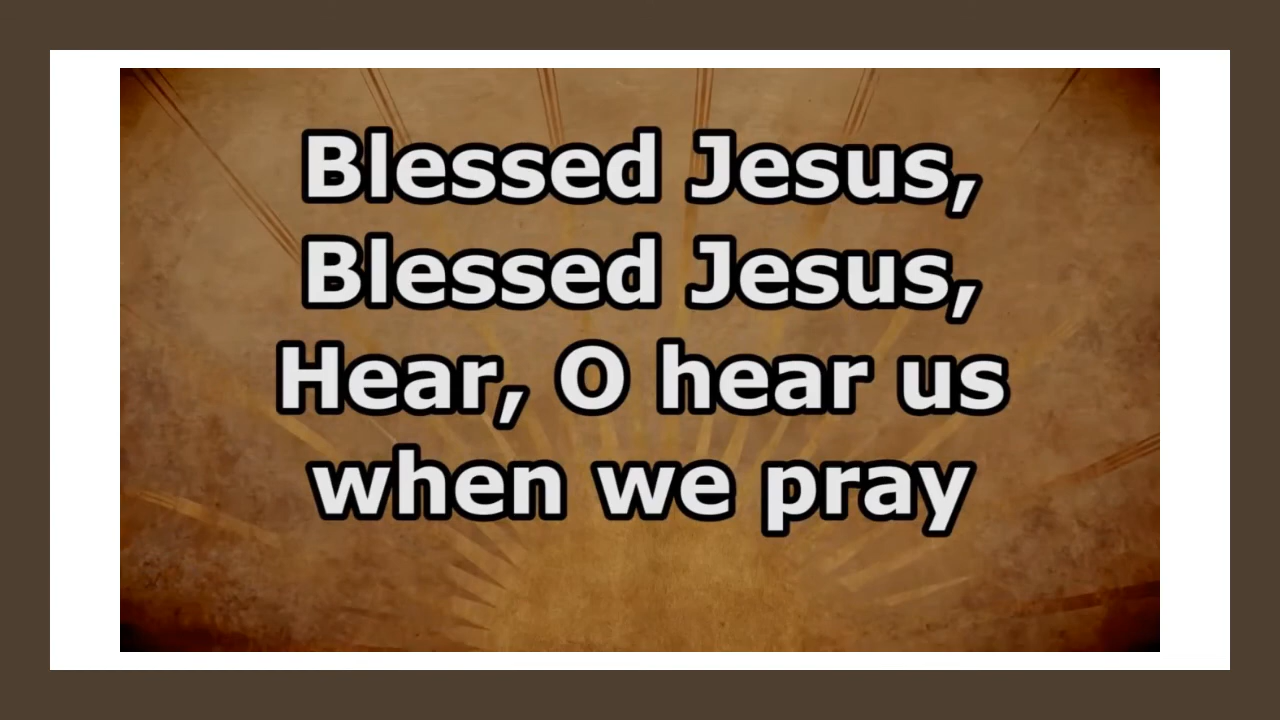 Blessed Jesus,
Blessed Jesus,
Hear, O hear us
when we pray